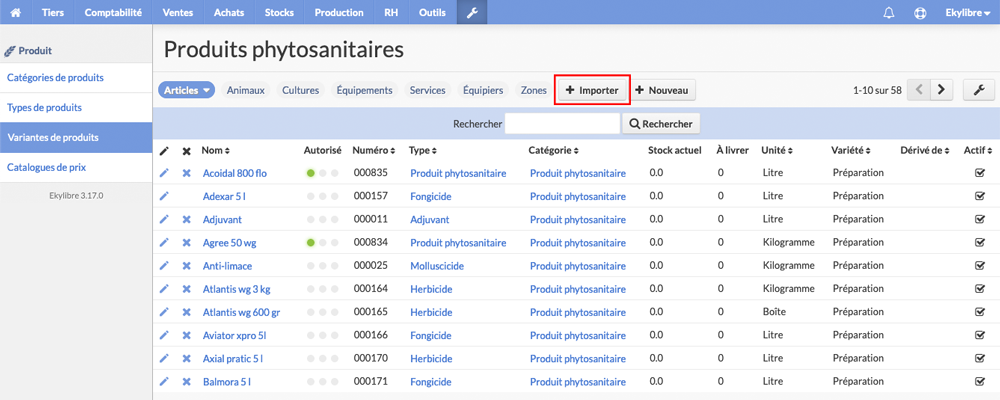 Tiers Comptabilité Ventes Achats Stocks Production RH Outils Ekylibre
Produit
Catégories de produits
Types de produits
Variantes de produits
Catalogues de prix
Ekylibre 3.17.0
Produits phytosanitaires
Articles Animaux Cultures Équipements Services Équipiers Zones + Importer + Nouveau 1-10 sur 58
Rechercher Rechercher
Nom Autorisé Numéro Type Catégorie Stock actuel À livrer Unité Variété Dérivé de Actif
Acoidal 800 flo 000835 Produit phytosanitaire Produit phytosanitaire 0.0 0 Litre Préparation
Adexar 5 l 000157 Fongicide Produit phytosanitaire 0.0 0 Litre Préparation
Adjuvant 000011 Adjuvant Produit phytosanitaire 0.0 0 Litre Préparation
Agree 50 wg 000834 Produit phytosanitaire Produit phytosanitaire 0.0 0 Kilogramme Préparation
Anti-limace 000025 Molluscicide Produit phytosanitaire 0.0 0 Kilogramme Préparation
Atlantis wg 3 kg 000164 Herbicide Produit phytosanitaire 0.0 0 Kilogramme Préparation
Atlantis wg 600 gr 000165 Herbicide Produit phytosanitaire 0.0 0 Boîte Préparation
Aviator xpro 5l 000166 Fongicide Produit phytosanitaire 0.0 0 Litre Préparation
Axial pratic 5 l 000170 Herbicide Produit phytosanitaire 0.0 0 Litre Préparation
Balmora 5 l 000171 Fongicide Produit phytosanitaire 0.0 0 Litre Préparation